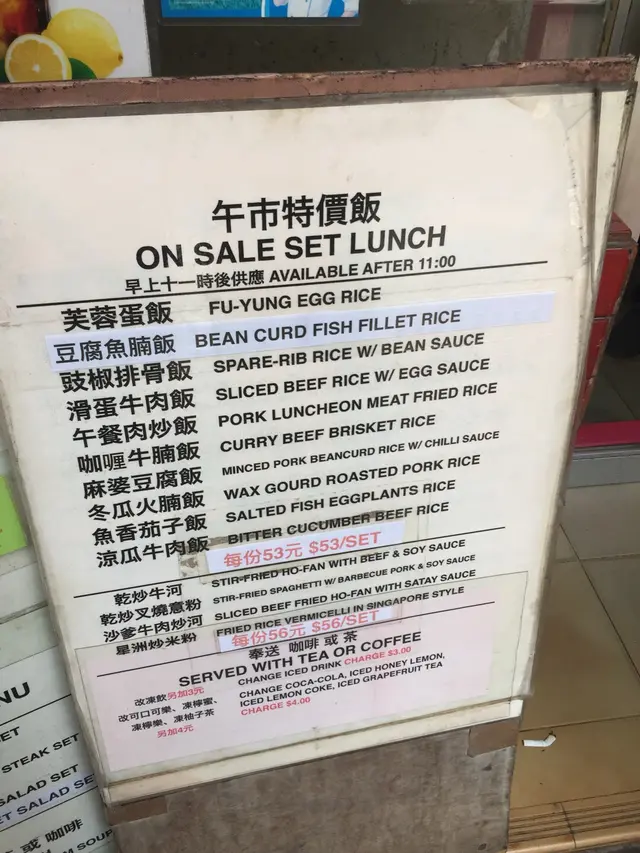 午市特價飯
ON SALE SET LUNCH
早上十一時後供應 AVAILABLE AFTER 11:00
芙蓉蛋飯 FU-YUNG EGG RICE
豆腐魚腩飯 BEAN CURD FISH FILLET RICE
豉椒排骨飯 SPARE-RIB RICE W/ BEAN SAUCE
滑蛋牛肉飯 SLICED BEEF RICE W/ EGG SAUCE
午餐肉炒飯 PORK LUNCHEON MEAT FRIED RICE
咖喱牛腩飯 CURRY BEEF BRISKET RICE
麻婆豆腐飯 MINCED PORK BEANCURD RICE W/ CHILLI SAUCE
冬瓜火腩飯 WAX GOURD ROASTED PORK RICE
魚香茄子飯 SALTED FISH EGGPLANTS RICE
涼瓜牛肉飯 BITTER CUCUMBER BEEF RICE
每份53元 $53/SET
乾炒牛河 STIR-FRIED HO-FAN WITH BEEF & SOY SAUCE
乾炒叉燒意粉 STIR-FRIED SPAGHETTI W/ BARBECUE PORK & SOY SAUCE
沙爹牛肉炒河 SLICED BEEF FRIED HO-FAN WITH SATAY SAUCE
星洲炒米粉 FRIED RICE VERMICELLI IN SINGAPORE STYLE
每份56元 $56/SET
奉送 咖啡 或 茶
SERVED WITH TEA OR COFFEE
改凍飲另加3元 CHANGE ICED DRINK CHARGE $3.00
改可口可樂、凍檸蜜、 CHANGE COCA-COLA, ICED HONEY LEMON,
凍檸樂、凍柚子茶 ICED LEMON COKE, ICED GRAPEFRUIT TEA
另加4元 CHARGE $4.00
NU
ET
STEAK SET
SALAD SET
ET SALAD SE
或 咖啡
M SOUP